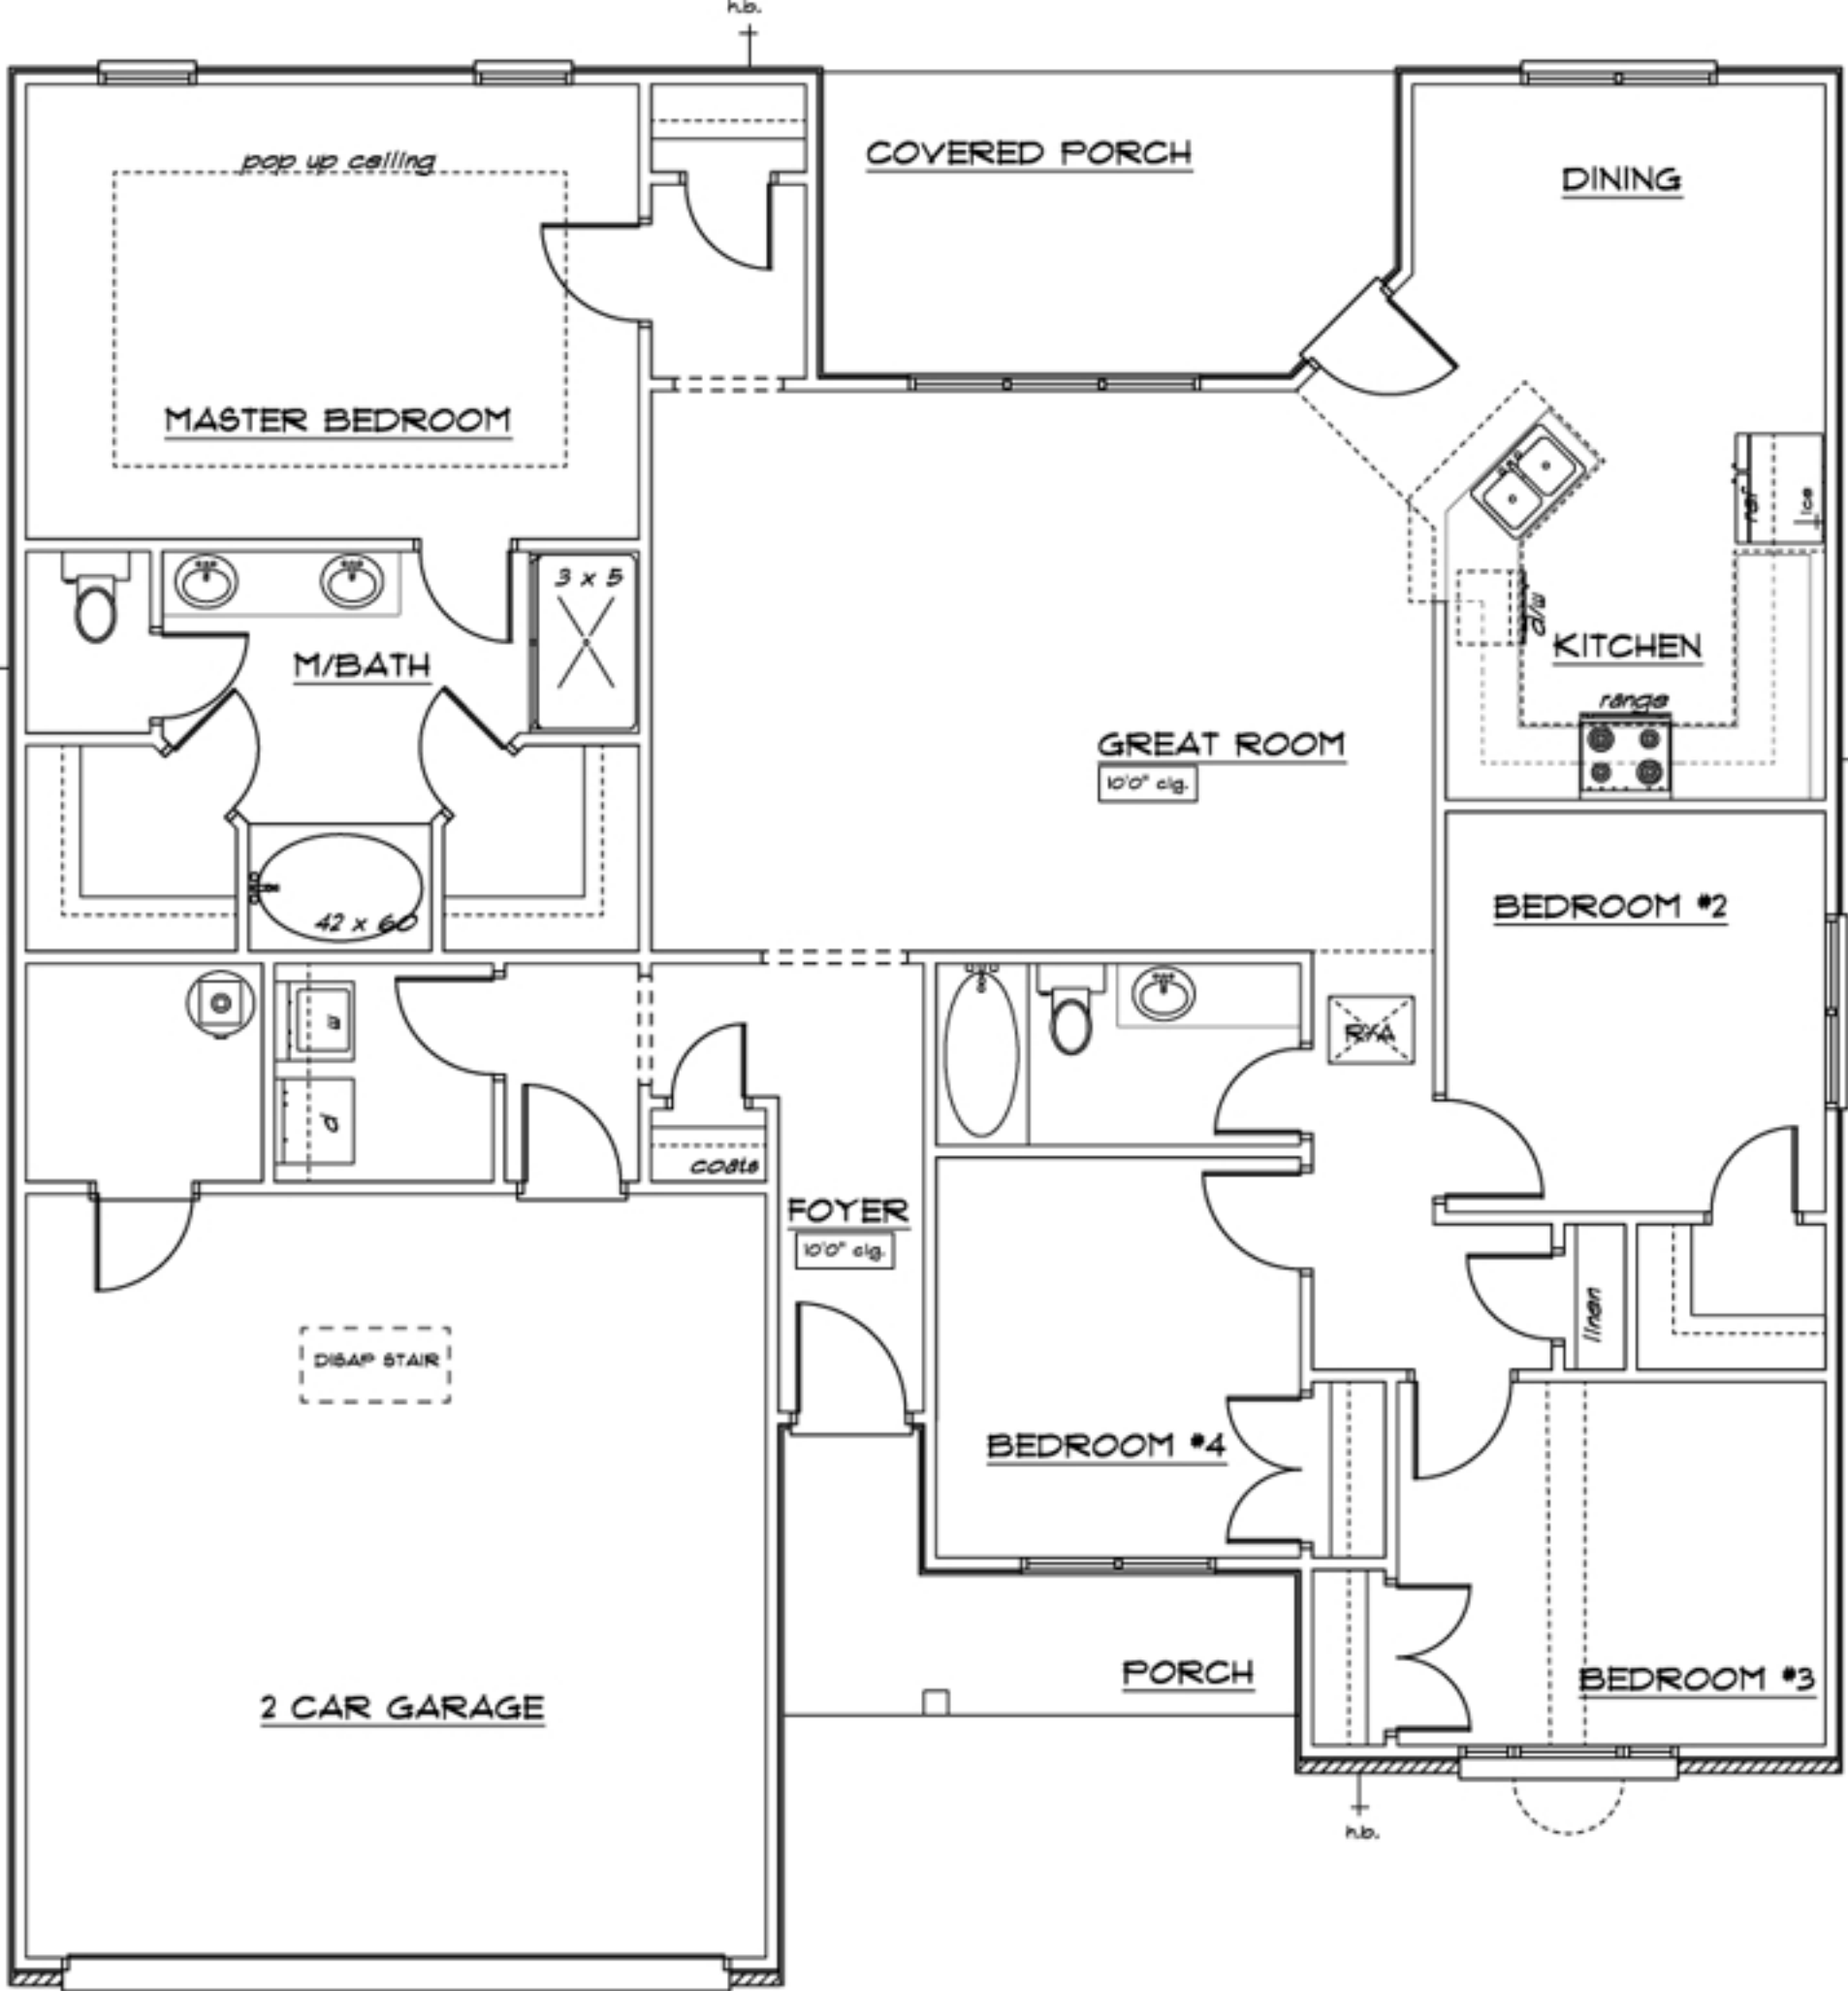 h.b.
COVERED PORCH
pop up ceiling
DINING
MASTER BEDROOM
ref
ice
3 x 5
d/w
KITCHEN
M/BATH
range
GREAT ROOM
10'0" clg.
BEDROOM #2
42 x 60
w
R/A
d
coats
FOYER
10'0" clg.
linen
DISAP STAIR
BEDROOM #4
PORCH
BEDROOM #3
2 CAR GARAGE
h.b.